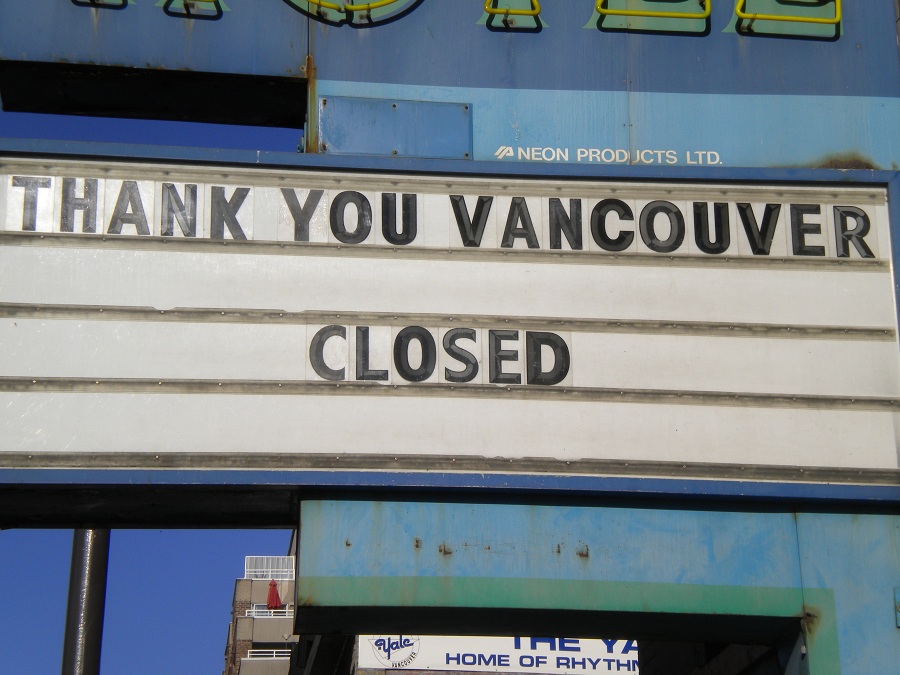 NEON PRODUCTS LTD.
THANK YOU VANCOUVER
CLOSED
Yale
VANCOUVER
THE YA
HOME OF RHYTHM